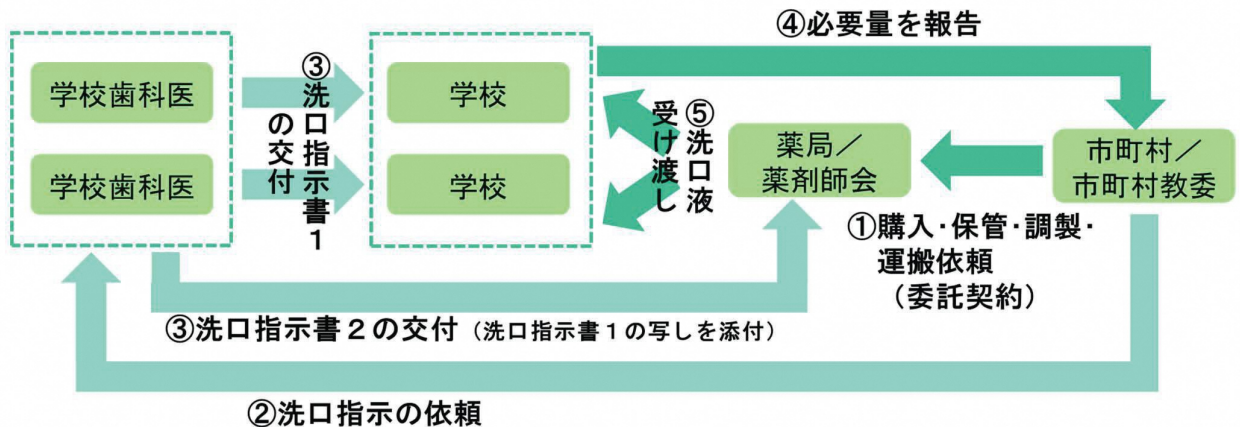 ④必要量を報告
学校歯科医
③洗口指示書１
の交付
学校
⑤洗口液
受け渡し
薬局／
薬剤師会
市町村／
市町村教委
学校歯科医
学校
①購入・保管・調製・
運搬依頼
（委託契約）
③洗口指示書２の交付（洗口指示書１の写しを添付）
②洗口指示の依頼